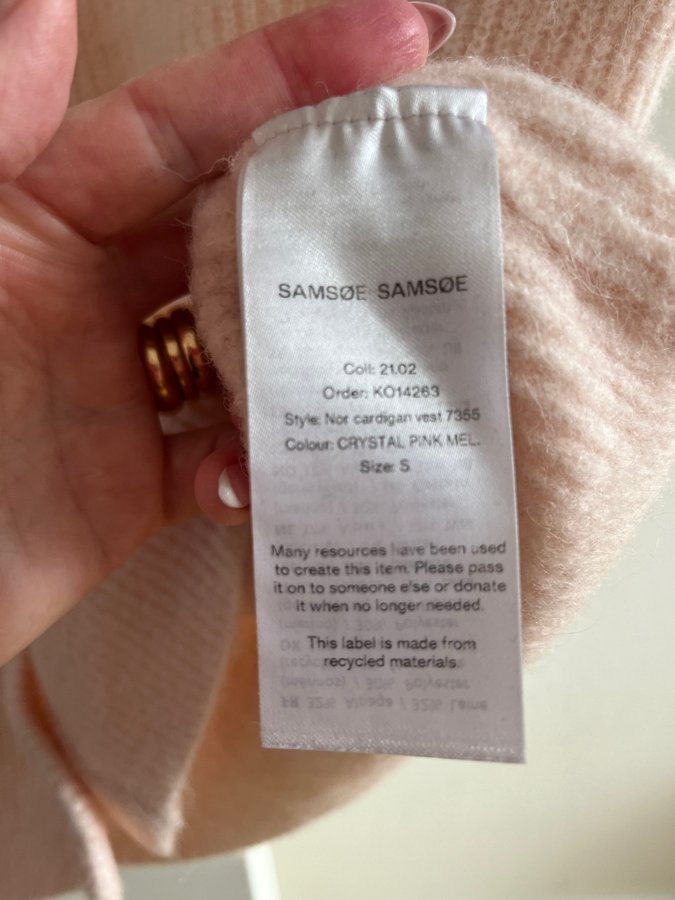 SAMSØE SAMSØE
Coll: 21.02
Order: KO14263
Style: Nor cardigan vest 7355
Colour: CRYSTAL PINK MEL.
Size: S
Many resources have been used
to create this item. Please pass
it on to someone else or donate
it when no longer needed.
This label is made from
recycled materials.